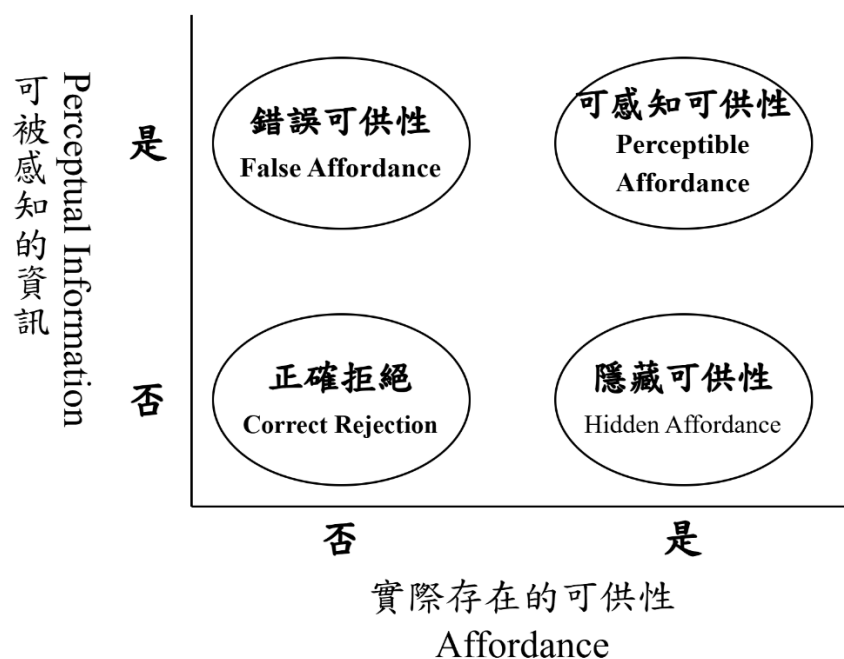 可被感知的資訊
Perceptual Information
是
錯誤可供性
False Affordance
可感知可供性
Perceptible
Affordance
否
正確拒絕
Correct Rejection
隱藏可供性
Hidden Affordance
否
是
實際存在的可供性
Affordance